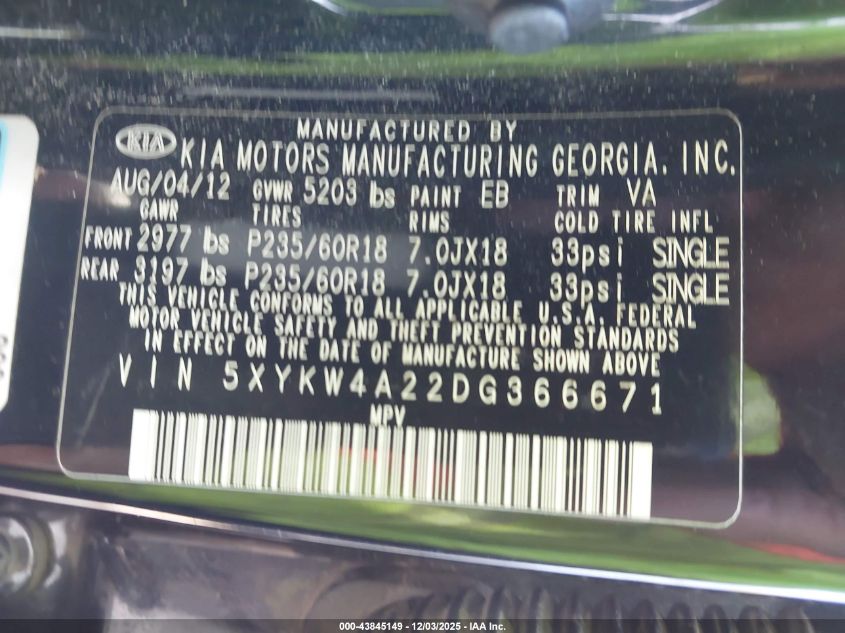 MANUFACTURED BY
KIA KIA MOTORS MANUFACTURING GEORGIA. INC.
AUG/04/12 GVWR 5203 lbs PAINT EB TRIM VA
GAWR TIRES RIMS COLD TIRE INFL
FRONT 2977 lbs P235/60R18 7.0JX18 33psi SINGLE
REAR 3197 lbs P235/60R18 7.0JX18 33psi SINGLE
THIS VEHICLE CONFORMS TO ALL APPLICABLE U.S.A. FEDERAL
MOTOR VEHICLE SAFETY AND THEFT PREVENTION STANDARDS
IN EFFECT ON THE DATE OF MANUFACTURE SHOWN ABOVE
VIN 5XYKW4A22DG366671
MPV
000-43845149 - 12/03/2025 - IAA Inc.